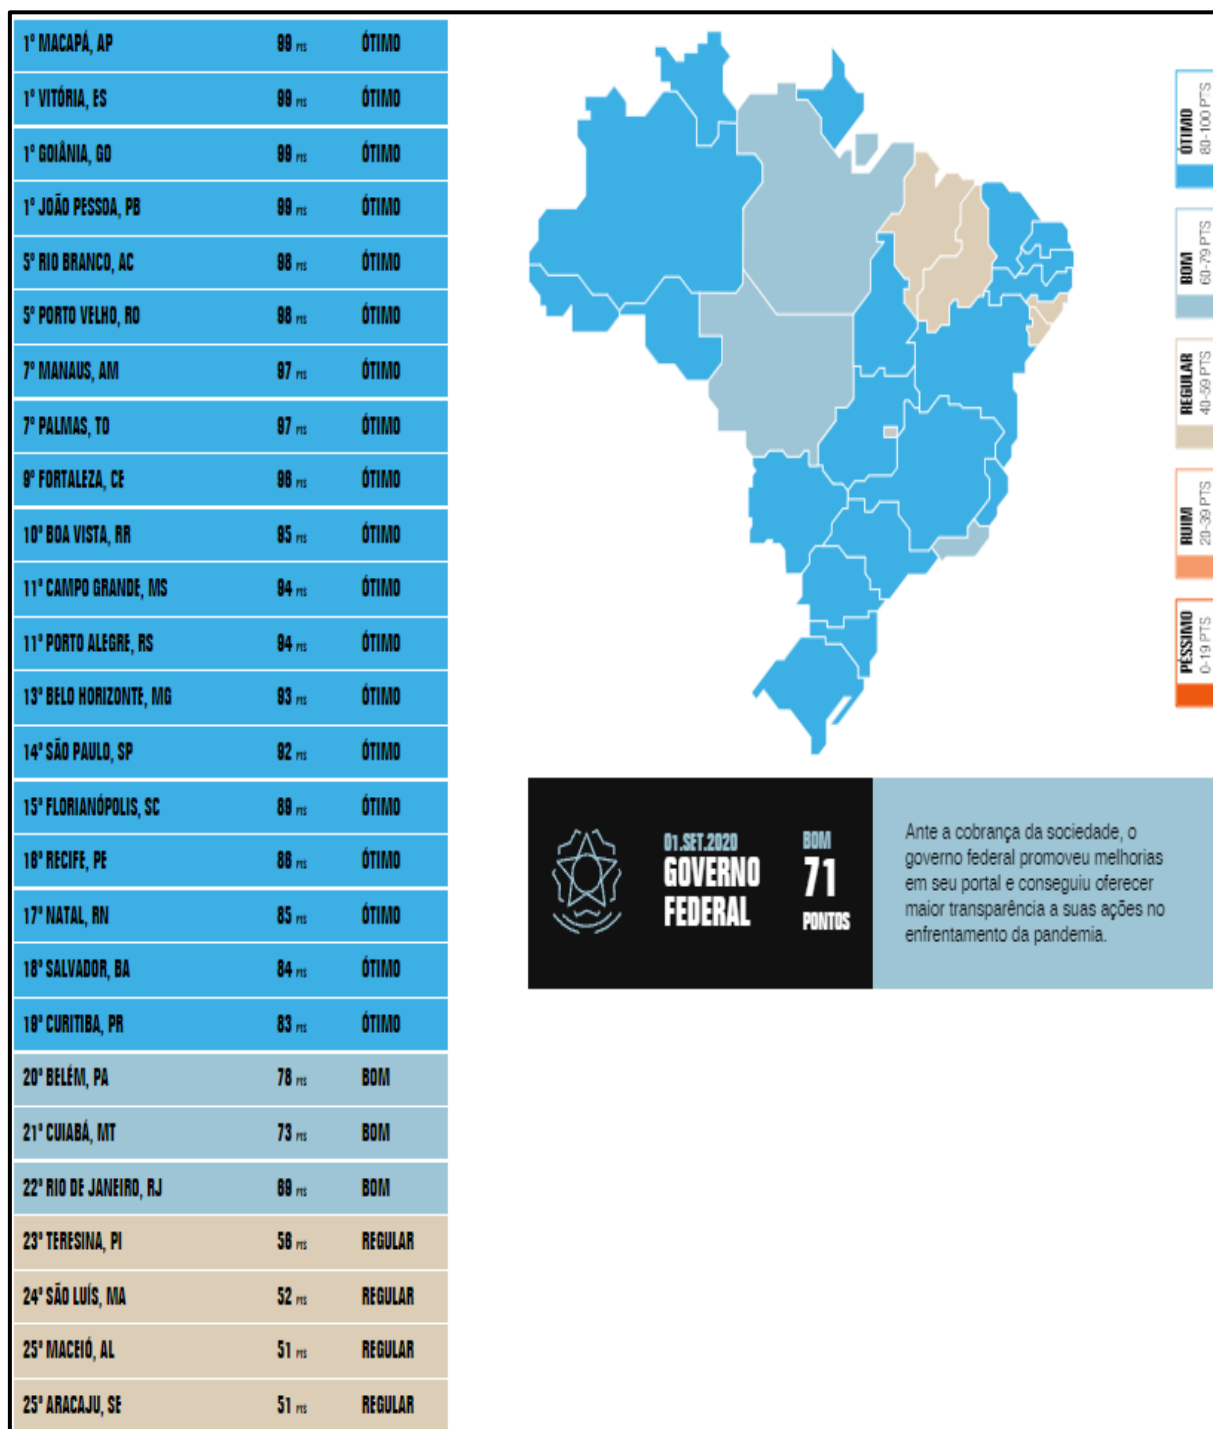 1º MACAPÁ, AP 99 PTS ÓTIMO
1º VITÓRIA, ES 99 PTS ÓTIMO
1º GOIÂNIA, GO 99 PTS ÓTIMO
1º JOÃO PESSOA, PB 99 PTS ÓTIMO
5º RIO BRANCO, AC 98 PTS ÓTIMO
5º PORTO VELHO, RO 98 PTS ÓTIMO
7º MANAUS, AM 97 PTS ÓTIMO
7º PALMAS, TO 97 PTS ÓTIMO
9º FORTALEZA, CE 96 PTS ÓTIMO
10º BOA VISTA, RR 95 PTS ÓTIMO
11º CAMPO GRANDE, MS 94 PTS ÓTIMO
11º PORTO ALEGRE, RS 94 PTS ÓTIMO
13º BELO HORIZONTE, MG 93 PTS ÓTIMO
14º SÃO PAULO, SP 92 PTS ÓTIMO
15º FLORIANÓPOLIS, SC 89 PTS ÓTIMO
16º RECIFE, PE 86 PTS ÓTIMO
17º NATAL, RN 85 PTS ÓTIMO
18º SALVADOR, BA 84 PTS ÓTIMO
19º CURITIBA, PR 83 PTS ÓTIMO
20º BELÉM, PA 78 PTS BOM
21º CUIABÁ, MT 73 PTS BOM
22º RIO DE JANEIRO, RJ 69 PTS BOM
23º TERESINA, PI 56 PTS REGULAR
24º SÃO LUÍS, MA 52 PTS REGULAR
25º MACEIÓ, AL 51 PTS REGULAR
25º ARACAJU, SE 51 PTS REGULAR
ÓTIMO
80-100 PTS
BOM
60-79 PTS
REGULAR
40-59 PTS
RUIM
20-39 PTS
PÉSSIMO
0-19 PTS
01.SET.2020
GOVERNO
FEDERAL
BOM
71
PONTOS
Ante a cobrança da sociedade, o
governo federal promoveu melhorias
em seu portal e conseguiu oferecer
maior transparência a suas ações no
enfrentamento da pandemia.